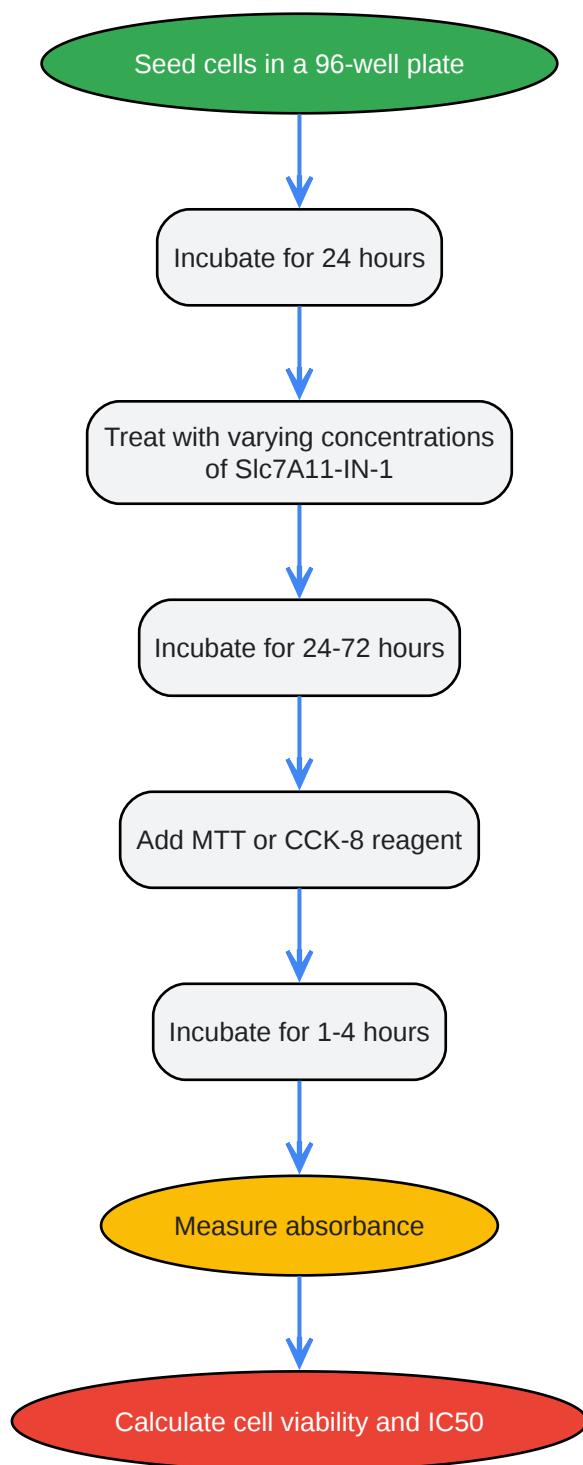 Seed cells in a 96-well plate
Incubate for 24 hours
Treat with varying concentrations
of Slc7A11-IN-1
Incubate for 24-72 hours
Add MTT or CCK-8 reagent
Incubate for 1-4 hours
Measure absorbance
Calculate cell viability and IC50